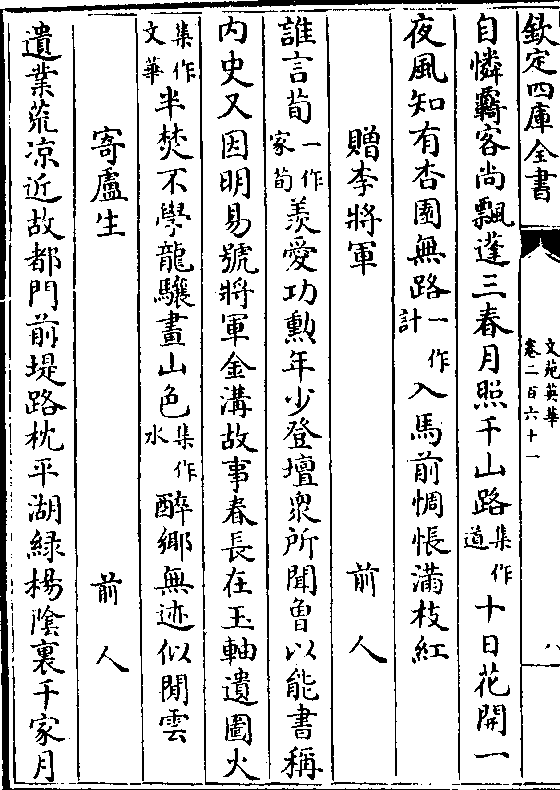 欽定四庫全書
文苑英華
卷二百六十一
八
自憐羇客尚飄蓬三春月照千山路集作道十日花開一
夜風知有杏園無路一作計入馬前惆悵滿枝紅
贈李將軍 前人
誰言荀一作家荀羨愛功勲年少登壇衆所聞曽以能書稱
内史又因明易號將軍金溝故事春長在玉軸遺圖火
集作文華半焚不學龍驤畫山色集作水醉鄉無迹似閒雲
寄盧生 前人
遺業荒凉近故都門前堤路枕平湖緑楊陰裏千家月